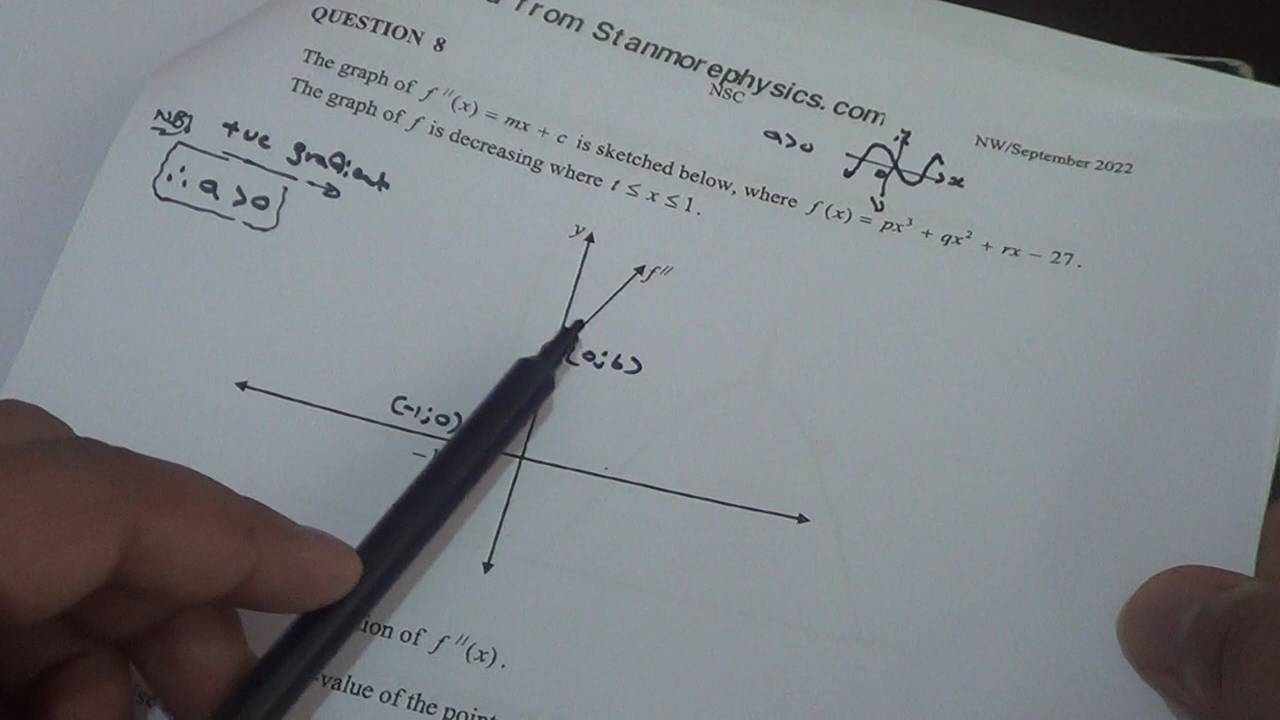 from Stanmorephysics.com
NSC
NW/September 2022
QUESTION 8
The graph of f ''(x) = mx + c is sketched below, where f(x) = px³ + qx² + rx − 27.
The graph of f is decreasing where t ≤ x ≤ 1.
NB!
+ve gradient
∴ a >0
a>0
x
y
f''
(0;6)
(-1;0)
ion of f ''(x).
value of the point